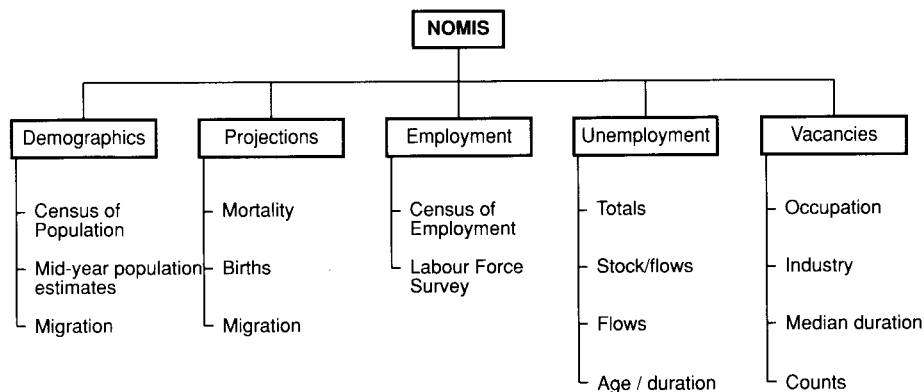 NOMIS
Demographics
Projections
Employment
Unemployment
Vacancies
Census of
Population
Mid-year population
estimates
Migration
Mortality
Births
Migration
Census of
Employment
Labour Force
Survey
Totals
Stock/flows
Flows
Age / duration
Occupation
Industry
Median duration
Counts